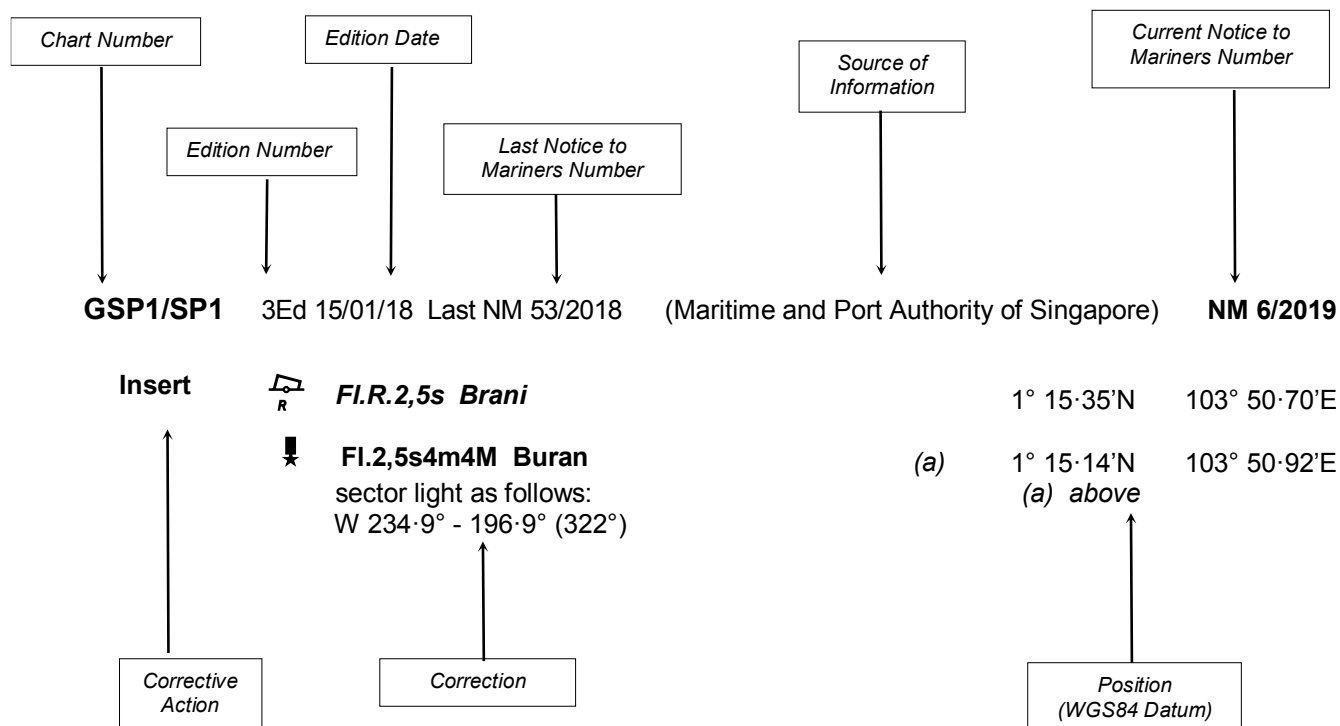 Chart Number
Edition Date
Current Notice to
Mariners Number
Source of
Information
Edition Number
Last Notice to
Mariners Number
GSP1/SP1 3Ed 15/01/18 Last NM 53/2018 (Maritime and Port Authority of Singapore) NM 6/2019
Insert R Fl.R.2,5s Brani 1° 15·35’N 103° 50·70’E
Fl.2,5s4m4M Buran (a) 1° 15·14’N 103° 50·92’E
sector light as follows: (a) above
W 234·9° - 196·9° (322°)
Corrective
Action
Correction
Position
(WGS84 Datum)